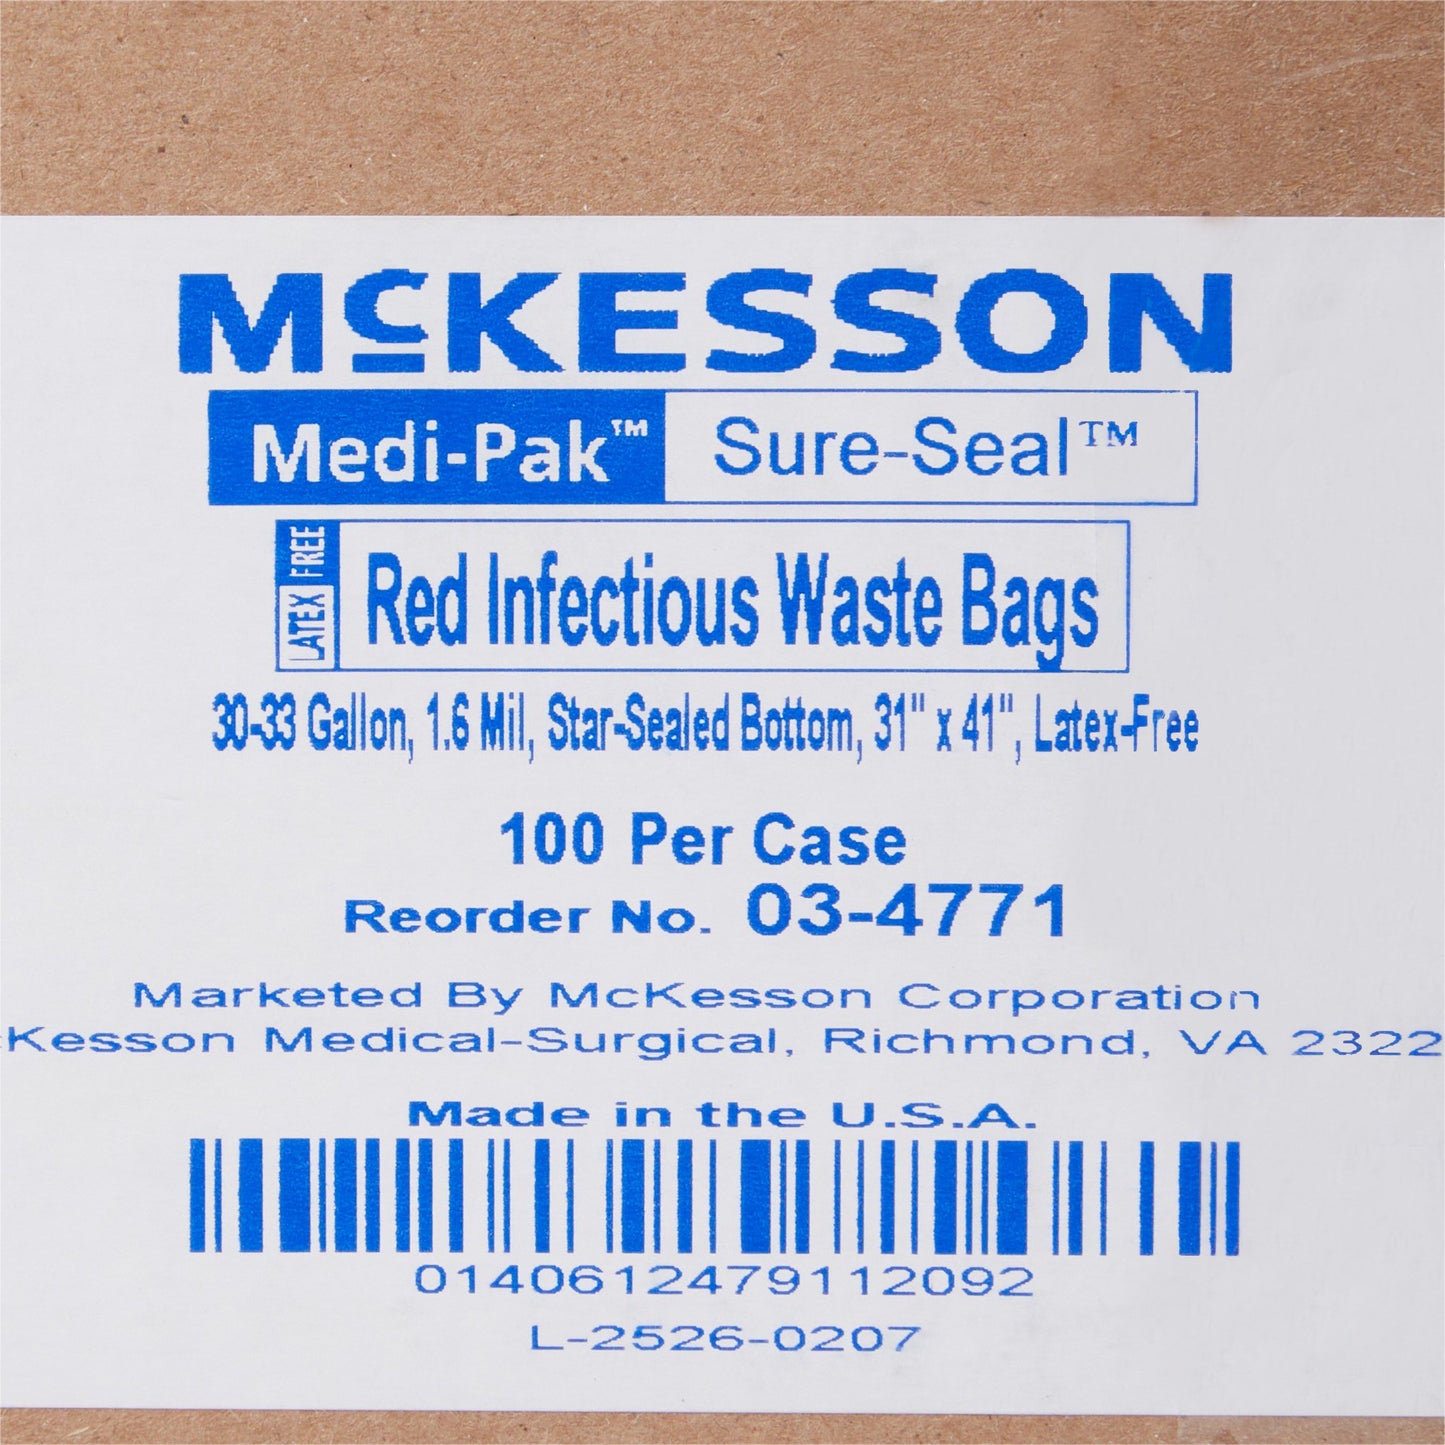 McKESSON
Medi-Pak™ Sure-Seal™
LATEX FREE Red Infectious Waste Bags
30-33 Gallon, 1.6 Mil, Star-Sealed Bottom, 31" x 41", Latex-Free
100 Per Case
Reorder No. 03-4771
Marketed By McKesson Corporation
Kesson Medical-Surgical, Richmond, VA 2322
Made in the U.S.A.
0140612479112092
L-2526-0207